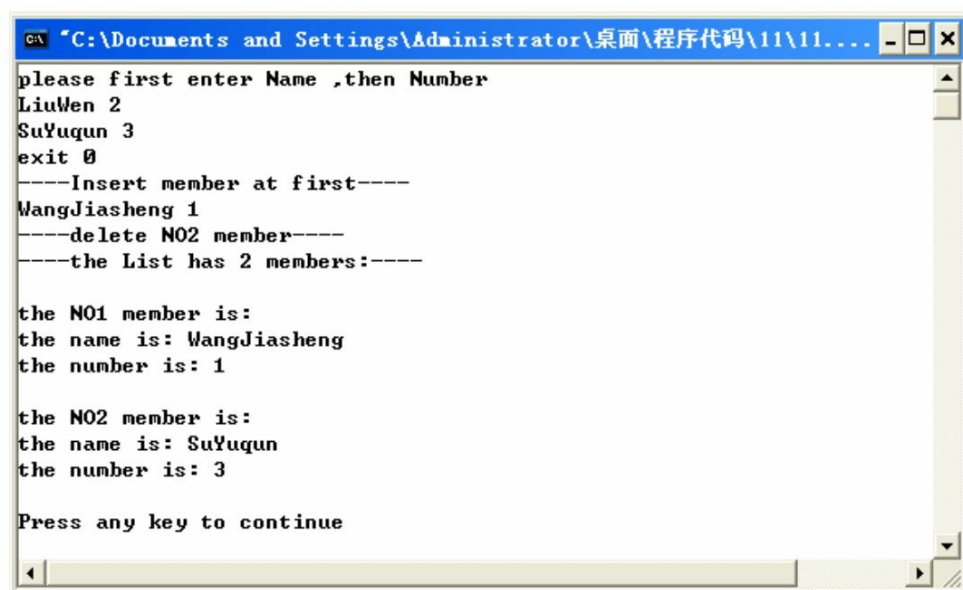 "C:\Documents and Settings\Administrator\桌面\程序代码\11\11....
please first enter Name ,then Number
LiuWen 2
SuYuqun 3
exit 0
----Insert member at first----
WangJiasheng 1
----delete NO2 member----
----the List has 2 members:----
the NO1 member is:
the name is: WangJiasheng
the number is: 1
the NO2 member is:
the name is: SuYuqun
the number is: 3
Press any key to continue